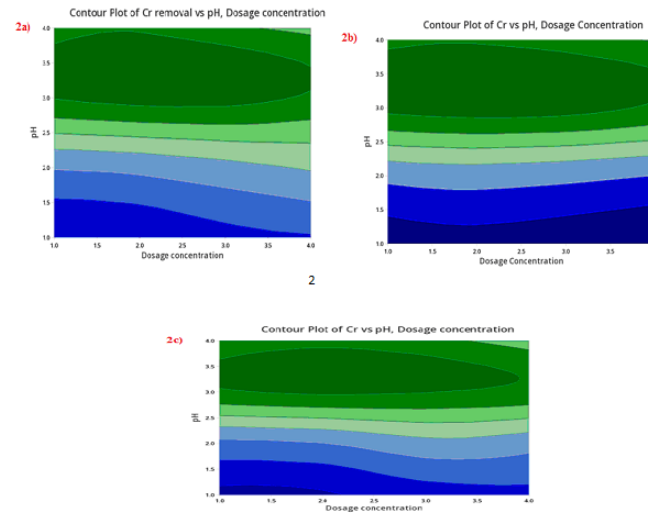 Contour Plot of Cr removal vs pH, Dosage concentration
2a)
4.0
3.5
3.0
pH
2.5
2.0
1.5
1.0
1.0 1.5 2.0 2.5 3.0 3.5 4.0
Dosage concentration
Contour Plot of Cr vs pH, Dosage Concentration
2b)
4.0
3.5
3.0
pH
2.5
2.0
1.5
1.0
1.0 1.5 2.0 2.5 3.0 3.5
Dosage Concentration
2
Contour Plot of Cr vs pH, Dosage concentration
2c)
4.0
3.5
3.0
pH
2.5
2.0
1.5
1.0
1.0 1.5 2.0 2.5 3.0 3.5 4.0
Dosage concentration